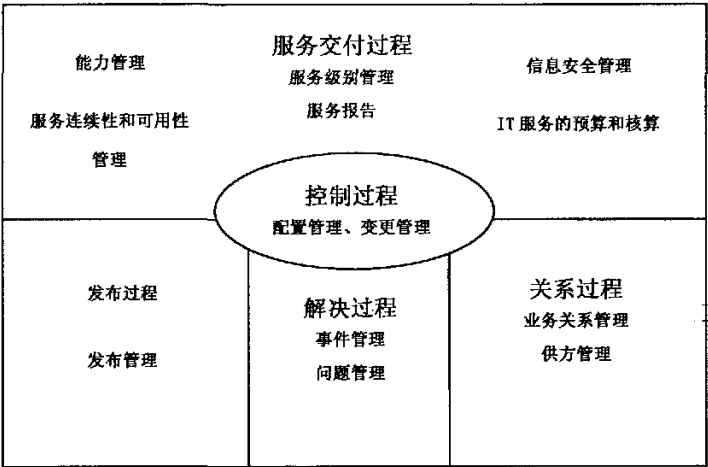 服务交付过程
能力管理
服务级别管理
信息安全管理
服务报告
服务连续性和可用性
管理
IT 服务的预算和核算
控制过程
配置管理、变更管理
发布过程
发布管理
解决过程
事件管理
问题管理
关系过程
业务关系管理
供方管理